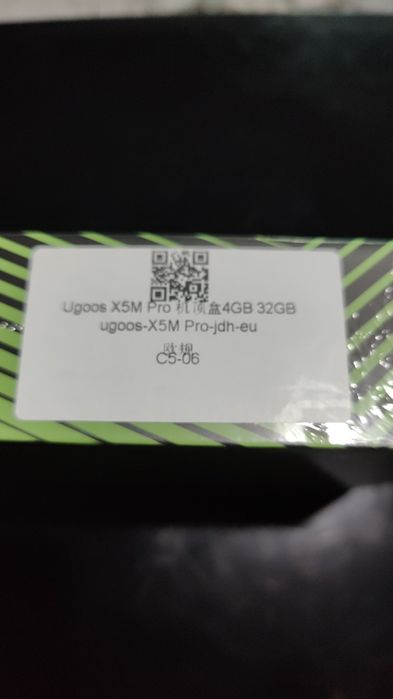 Ugoos X5M Pro 机顶盒4GB 32GB
ugoos-X5M Pro-jdh-eu
欧规
C5-06